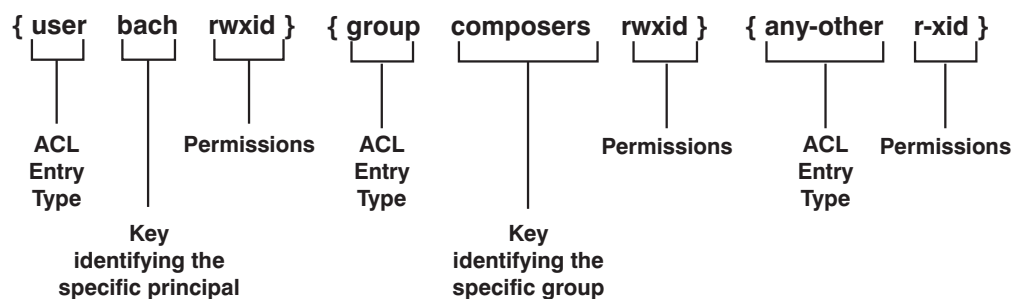 { user bach rwxid } { group composers rwxid } { any-other r-xid }
ACL
Entry
Type
Key
identifying the
specific principal
Permissions
ACL
Entry
Type
Key
identifying the
specific group
Permissions
ACL
Entry
Type
Permissions